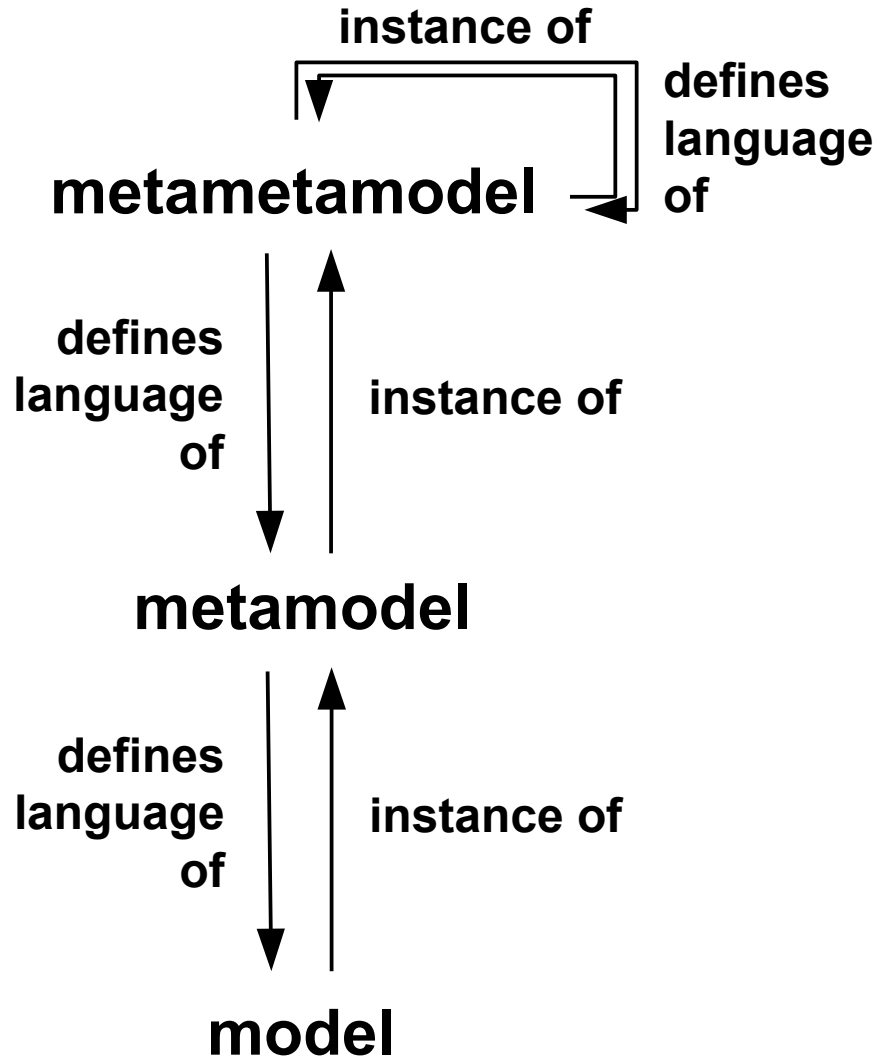 instance of
defines
language
of
metametamodel
defines
language
of
instance of
metamodel
defines
language
of
instance of
model